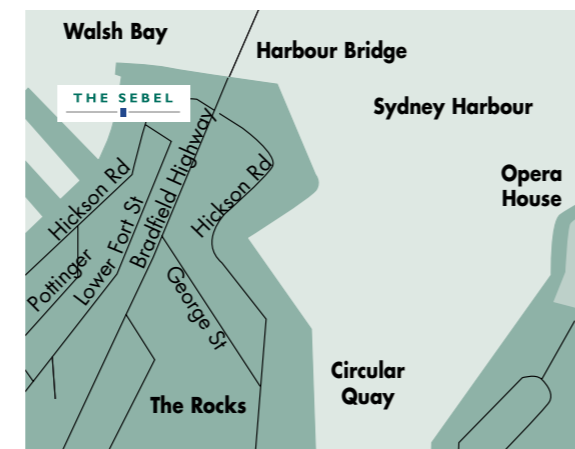 Walsh Bay
Harbour Bridge
THE SEBEL
Sydney Harbour
Opera
House
Hickson Rd
Pottinger
Lower Fort St
Bradfield Highway
Hickson Rd
George St
The Rocks
Circular
Quay